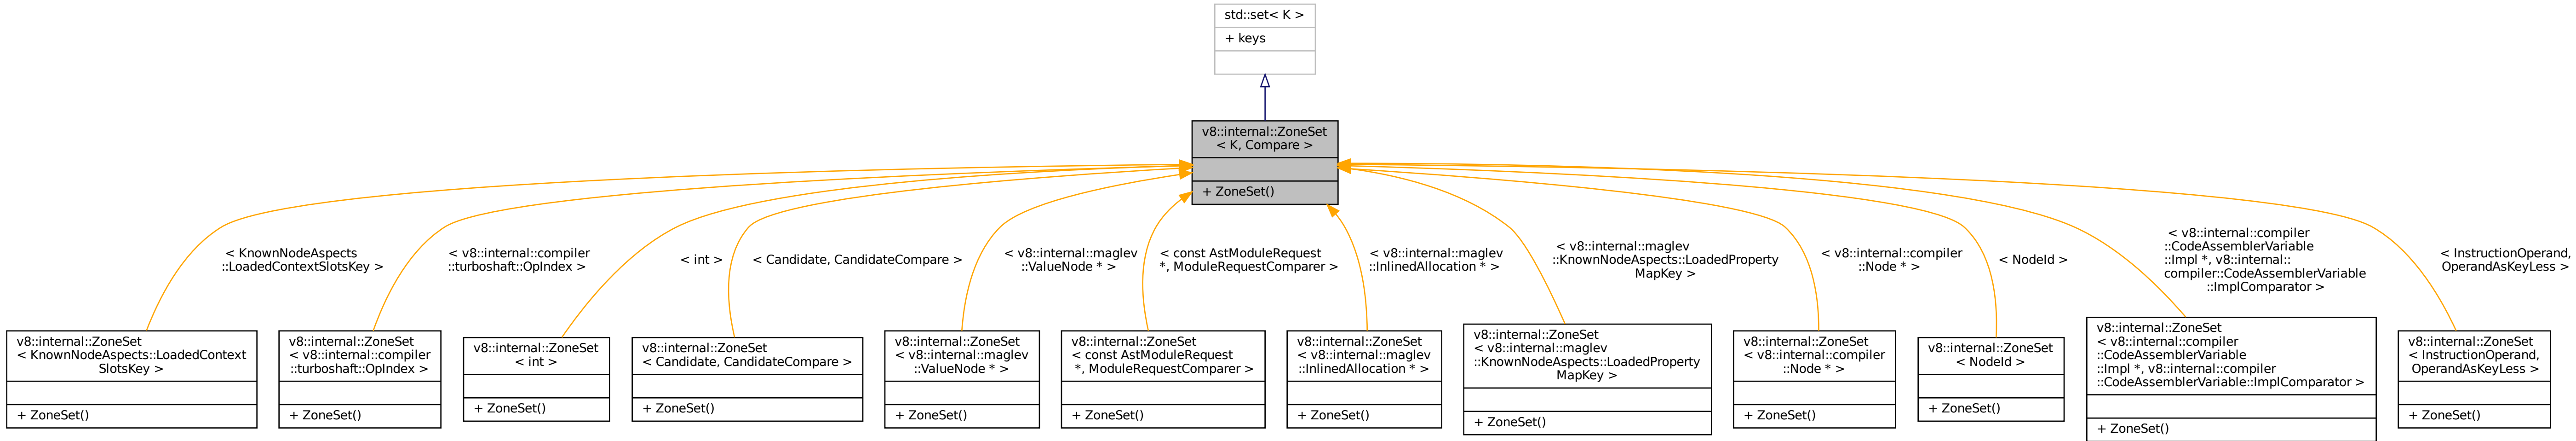 std::set< K >
+ keys
v8::internal::ZoneSet
< K, Compare >
+ ZoneSet()
< KnownNodeAspects
::LoadedContextSlotsKey >
< v8::internal::compiler
::turboshaft::OpIndex >
< int >
< Candidate, CandidateCompare >
< v8::internal::maglev
::ValueNode * >
< const AstModuleRequest
*, ModuleRequestComparer >
< v8::internal::maglev
::InlinedAllocation * >
< v8::internal::maglev
::KnownNodeAspects::LoadedProperty
MapKey >
< v8::internal::compiler
::Node * >
< NodeId >
< v8::internal::compiler
::CodeAssemblerVariable
::Impl *, v8::internal::
compiler::CodeAssemblerVariable
::ImplComparator >
< InstructionOperand,
OperandAsKeyLess >
v8::internal::ZoneSet
< KnownNodeAspects::LoadedContext
SlotsKey >
+ ZoneSet()
v8::internal::ZoneSet
< v8::internal::compiler
::turboshaft::OpIndex >
+ ZoneSet()
v8::internal::ZoneSet
< int >
+ ZoneSet()
v8::internal::ZoneSet
< Candidate, CandidateCompare >
+ ZoneSet()
v8::internal::ZoneSet
< v8::internal::maglev
::ValueNode * >
+ ZoneSet()
v8::internal::ZoneSet
< const AstModuleRequest
*, ModuleRequestComparer >
+ ZoneSet()
v8::internal::ZoneSet
< v8::internal::maglev
::InlinedAllocation * >
+ ZoneSet()
v8::internal::ZoneSet
< v8::internal::maglev
::KnownNodeAspects::LoadedProperty
MapKey >
+ ZoneSet()
v8::internal::ZoneSet
< v8::internal::compiler
::Node * >
+ ZoneSet()
v8::internal::ZoneSet
< NodeId >
+ ZoneSet()
v8::internal::ZoneSet
< v8::internal::compiler
::CodeAssemblerVariable
::Impl *, v8::internal::compiler
::CodeAssemblerVariable::ImplComparator >
+ ZoneSet()
v8::internal::ZoneSet
< InstructionOperand,
OperandAsKeyLess >
+ ZoneSet()